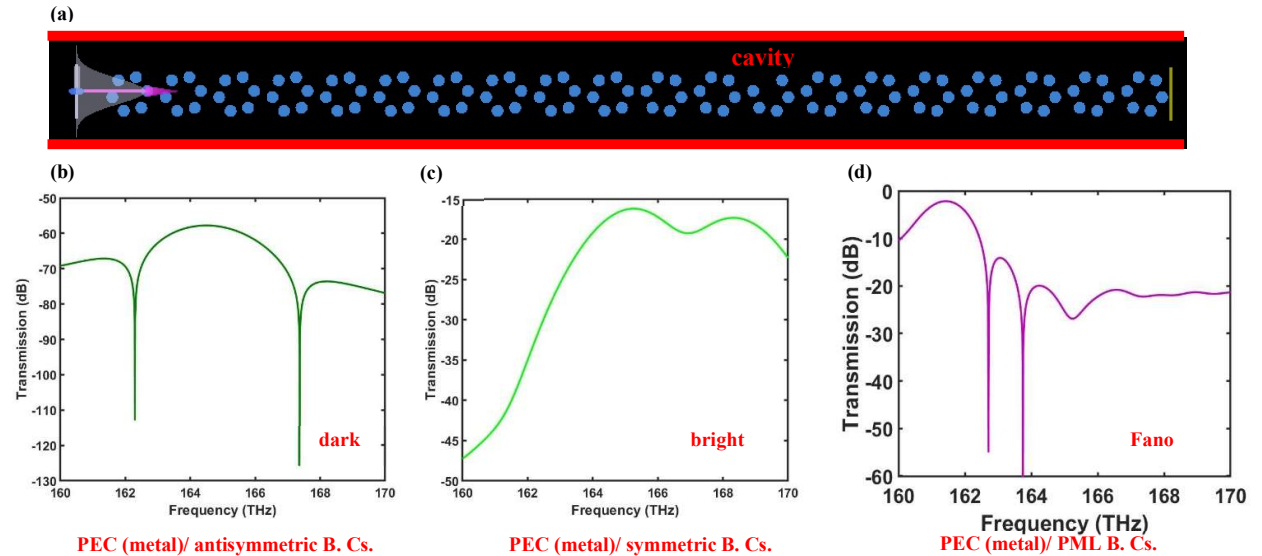 (a)
cavity
(b)
(c)
(d)
-50
-60
-70
-80
-90
-100
-110
-120
-130
160
162
164
166
168
170
Transmission (dB)
Frequency (THz)
dark
PEC (metal)/ antisymmetric B. Cs.
-15
-20
-25
-30
-35
-40
-45
-50
160
162
164
166
168
170
Transmission (dB)
Frequency (THz)
bright
PEC (metal)/ symmetric B. Cs.
0
-10
-20
-30
-40
-50
-60
160
162
164
166
168
170
Transmission (dB)
Frequency (THz)
Fano
PEC (metal)/ PML B. Cs.